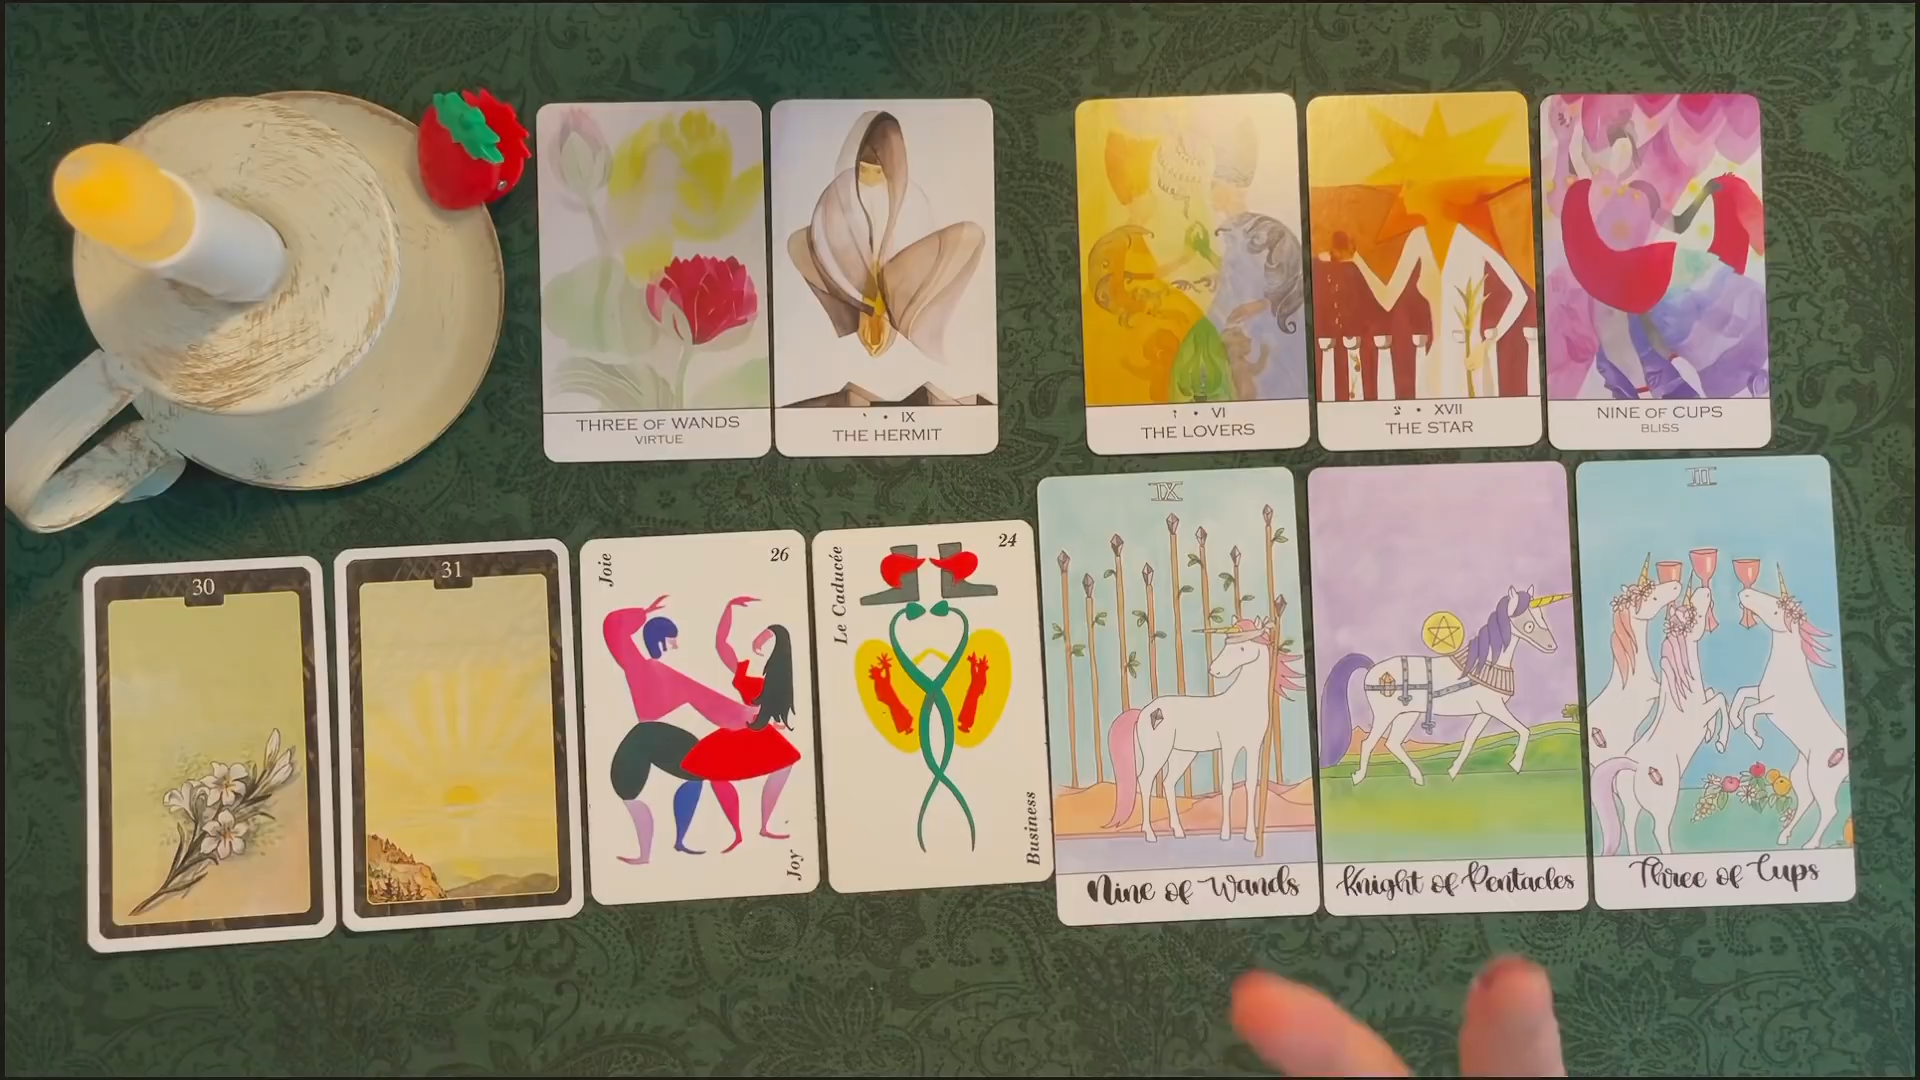 THREE OF WANDS
VIRTUE
י • IX
THE HERMIT
ז • VI
THE LOVERS
צ • XVII
THE STAR
NINE OF CUPS
BLISS
30
31
Joie
26
Joy
Le Caducée
24
Business
IX
Nine of Wands
Knight of Pentacles
III
Three of Cups